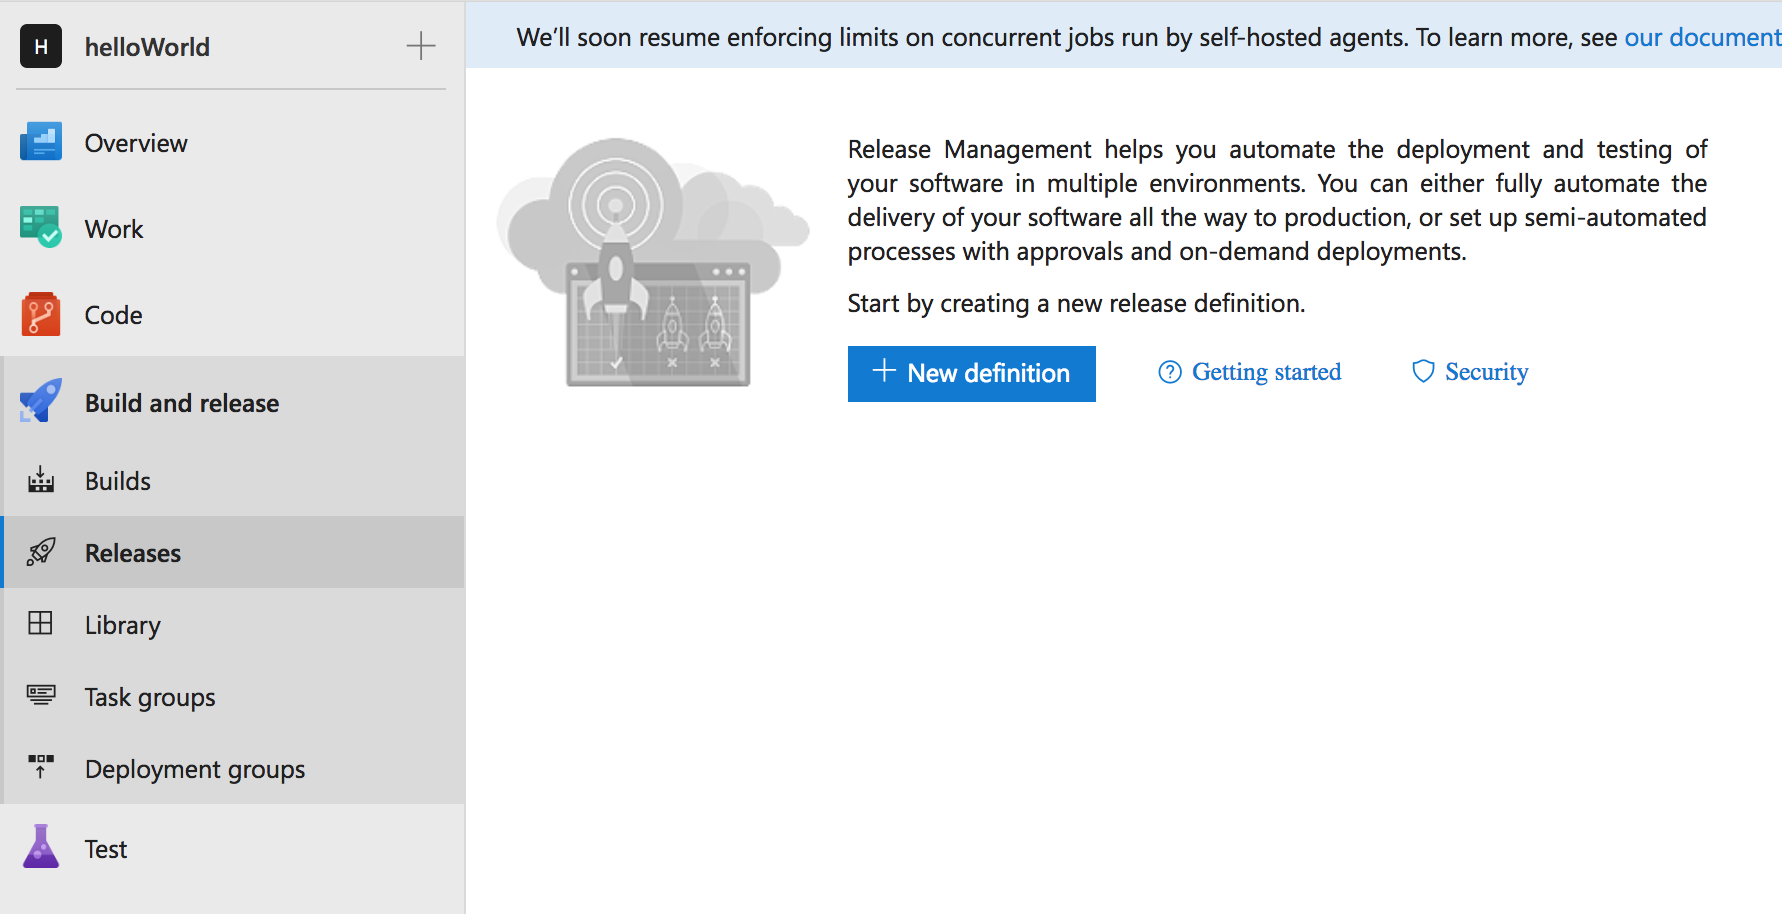 H helloWorld
Overview
Work
Code
Build and release
Builds
Releases
Library
Task groups
Deployment groups
Test
We'll soon resume enforcing limits on concurrent jobs run by self-hosted agents. To learn more, see our document
Release Management helps you automate the deployment and testing of
your software in multiple environments. You can either fully automate the
delivery of your software all the way to production, or set up semi-automated
processes with approvals and on-demand deployments.
Start by creating a new release definition.
New definition
Getting started
Security